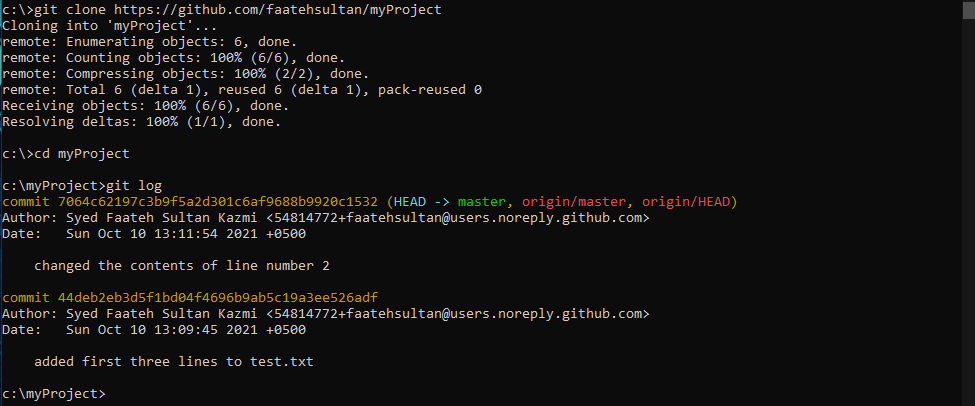 c:\>git clone https://github.com/faatehsultan/myProject
Cloning into 'myProject'...
remote: Enumerating objects: 6, done.
remote: Counting objects: 100% (6/6), done.
remote: Compressing objects: 100% (2/2), done.
remote: Total 6 (delta 1), reused 6 (delta 1), pack-reused 0
Receiving objects: 100% (6/6), done.
Resolving deltas: 100% (1/1), done.
c:\>cd myProject
c:\myProject>git log
commit 7064c62197c3b9f5a2d301c6af9688b9920c1532 (HEAD -> master, origin/master, origin/HEAD)
Author: Syed Faateh Sultan Kazmi <54814772+faatehsultan@users.noreply.github.com>
Date:   Sun Oct 10 13:11:54 2021 +0500
    changed the contents of line number 2
commit 44deb2eb3d5f1bd04f4696b9ab5c19a3ee526adf
Author: Syed Faateh Sultan Kazmi <54814772+faatehsultan@users.noreply.github.com>
Date:   Sun Oct 10 13:09:45 2021 +0500
    added first three lines to test.txt
c:\myProject>